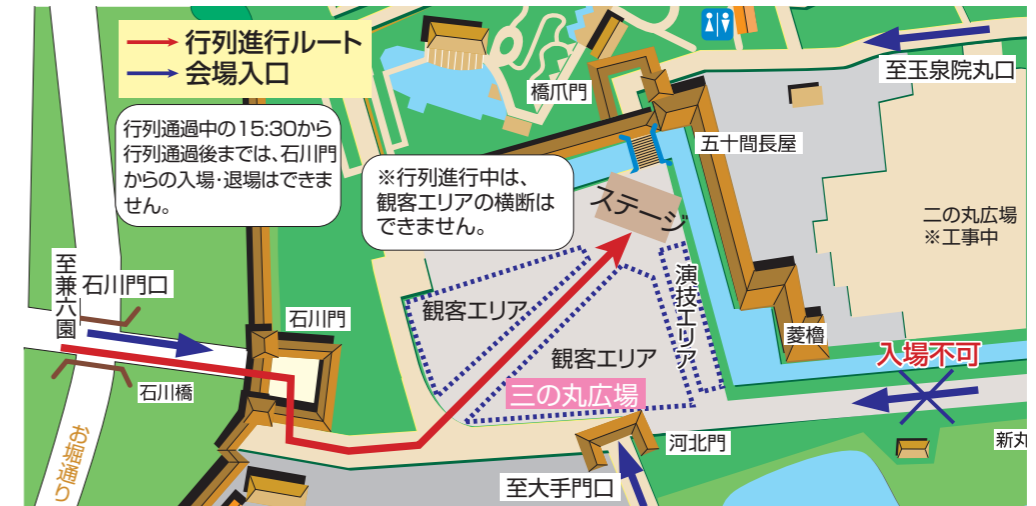 行列進行ルート
会場入口
行列通過中の15:30から
行列通過後までは、石川門
からの入場・退場はできま
せん。
※行列進行中は、
観客エリアの横断は
できません。
橋爪門
至玉泉院丸口
五十間長屋
ステージ
二の丸広場
※工事中
至兼六園
石川門口
石川門
石川橋
お堀通り
観客エリア
観客エリア
演技エリア
三の丸広場
菱櫓
入場不可
河北門
新丸
至大手門口